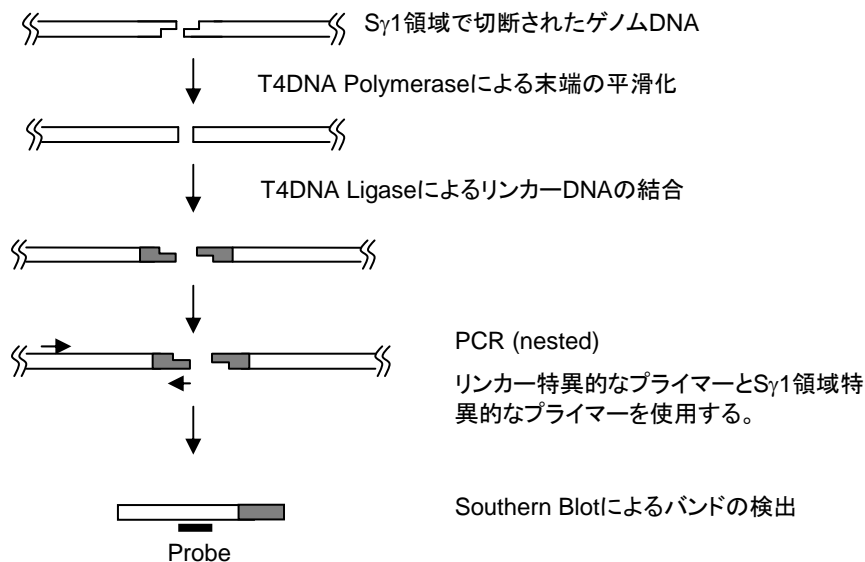 Sγ1領域で切断されたゲノムDNA
T4DNA Polymeraseによる末端の平滑化
T4DNA LigaseによるリンカーDNAの結合
PCR (nested)
リンカー特異的なプライマーとSγ1領域特
異的なプライマーを使用する。
Southern Blotによるバンドの検出
Probe